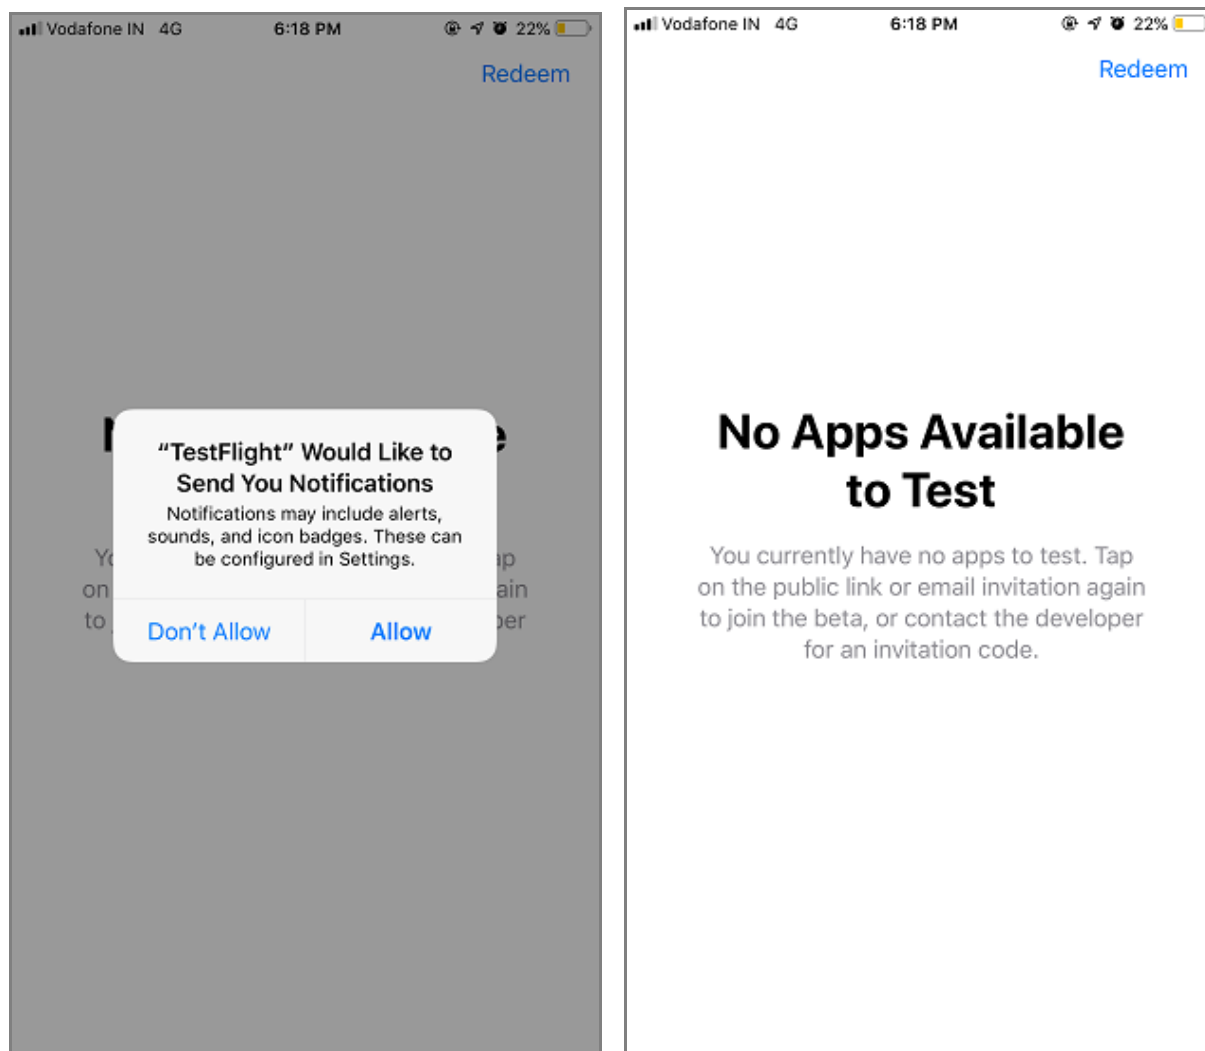 Vodafone IN 4G 6:18 PM 22%
Redeem
“TestFlight” Would Like to
Send You Notifications
Notifications may include alerts,
sounds, and icon badges. These can
be configured in Settings.
Don’t Allow Allow
Vodafone IN 4G 6:18 PM 22%
Redeem
No Apps Available
to Test
You currently have no apps to test. Tap
on the public link or email invitation again
to join the beta, or contact the developer
for an invitation code.